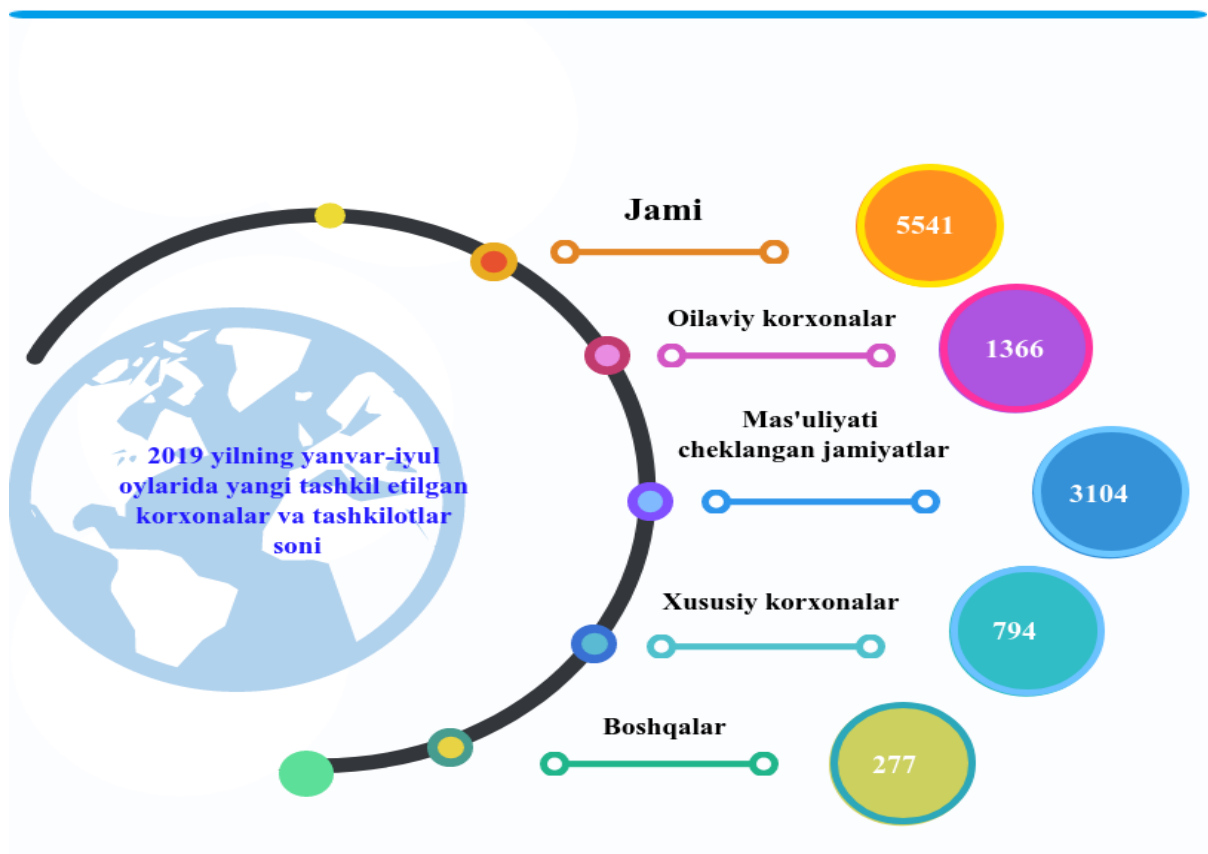 2019 yilning yanvar-iyul
oylarida yangi tashkil etilgan
korxonalar va tashkilotlar
soni
Jami
5541
Oilaviy korxonalar
1366
Mas'uliyati
cheklangan jamiyatlar
3104
Xususiy korxonalar
794
Boshqalar
277